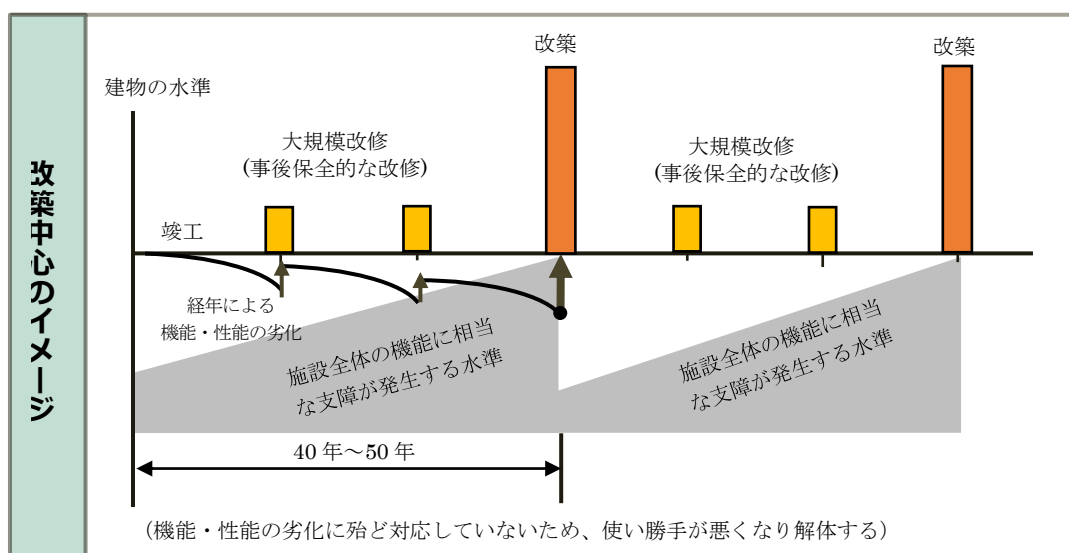 改築中心のイメージ
改築
改築
建物の水準
大規模改修
(事後保全的な改修)
大規模改修
(事後保全的な改修)
竣工
経年による
機能・性能の劣化
施設全体の機能に相当
な支障が発生する水準
施設全体の機能に相当
な支障が発生する水準
40年～50年
（機能・性能の劣化に殆ど対応していないため、使い勝手が悪くなり解体する）